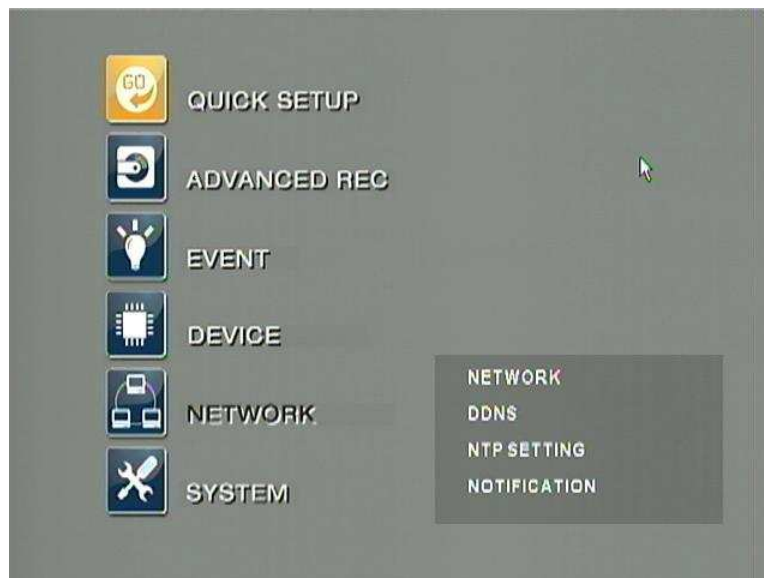 GO
QUICK SETUP
ADVANCED REC
EVENT
DEVICE
NETWORK
SYSTEM
NETWORK
DDNS
NTP SETTING
NOTIFICATION